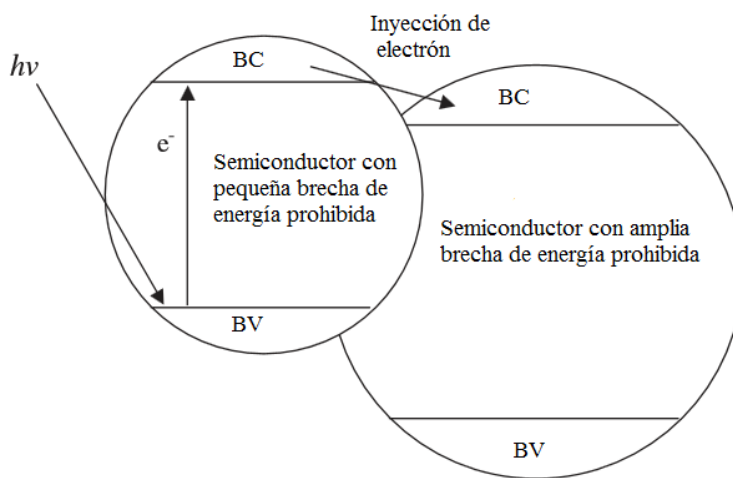 Inyección de
electrón
hν
BC
BC
e-
Semiconductor con
pequeña brecha de
energía prohibida
Semiconductor con amplia
brecha de energía prohibida
BV
BV